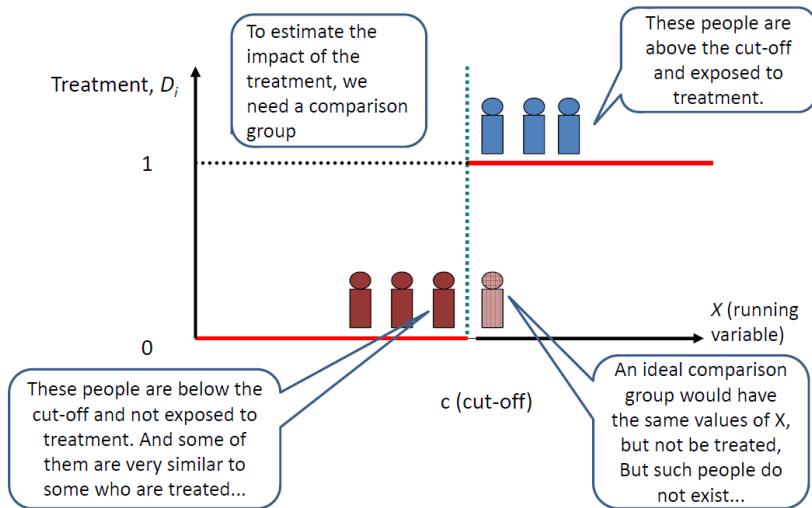 To estimate the
impact of the
treatment, we
need a comparison
group
These people are
above the cut-off
and exposed to
treatment.
Treatment, Di
1
0
X (running
variable)
c (cut-off)
These people are below the
cut-off and not exposed to
treatment. And some of
them are very similar to
some who are treated...
An ideal comparison
group would have
the same values of X,
but not be treated,
But such people do
not exist...